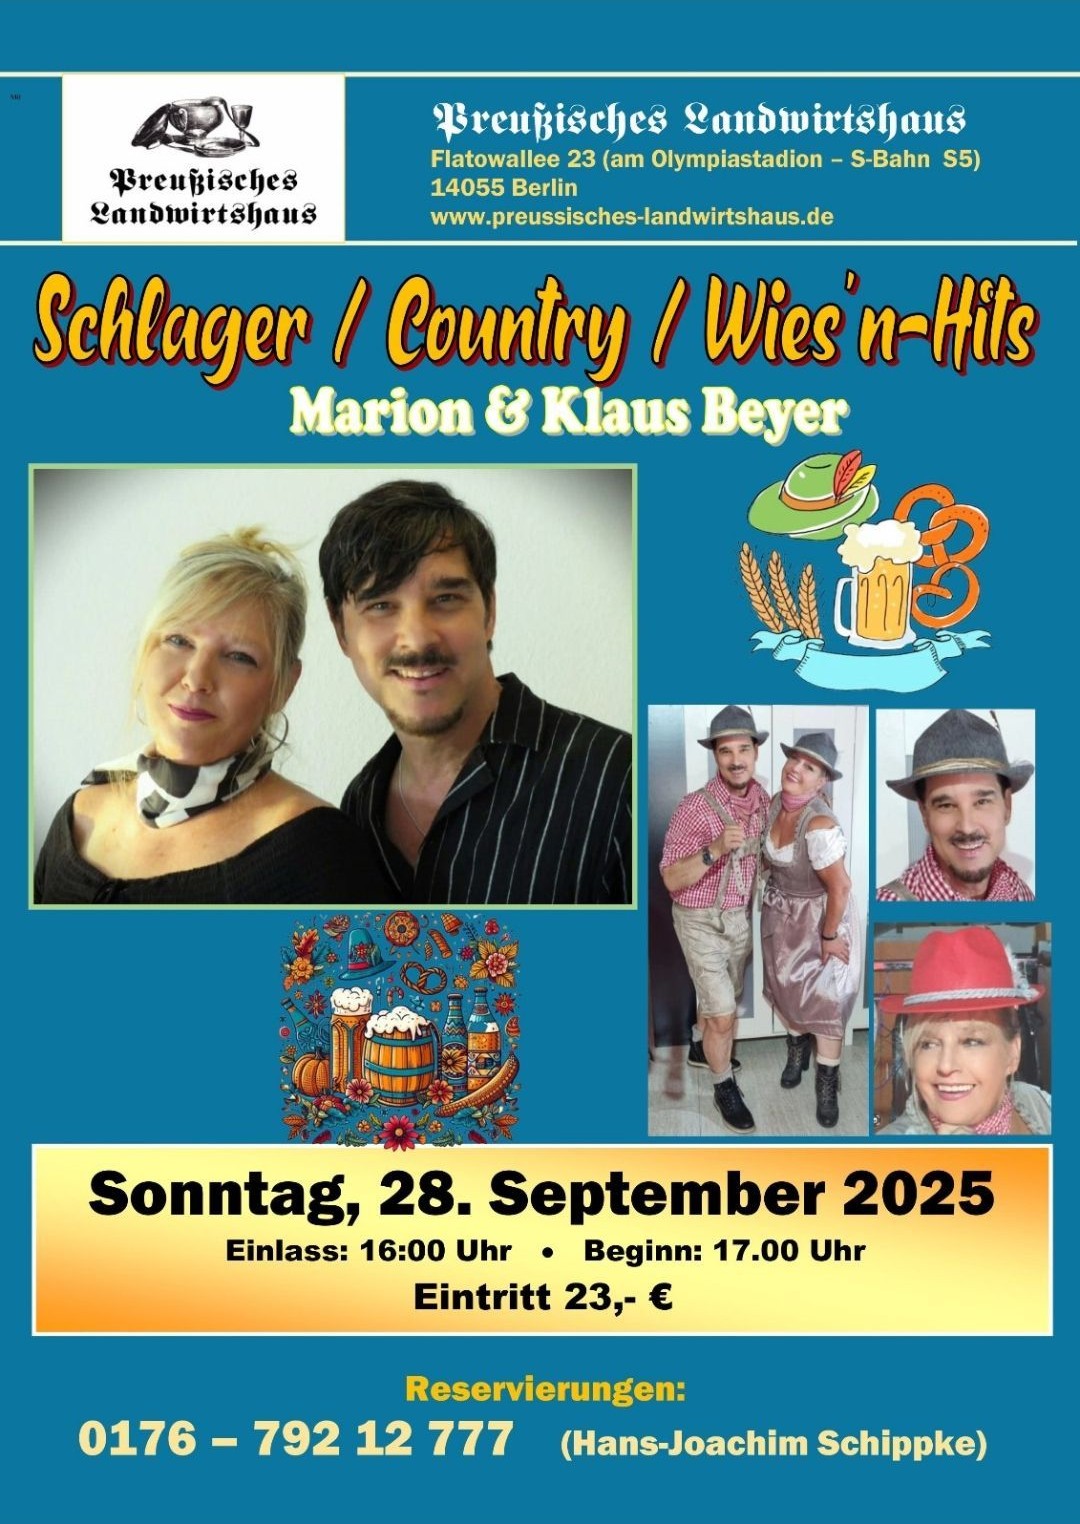 Preußisches
Landwirtshaus
Preußisches Landwirtshaus
Flatowallee 23 (am Olympiastadion – S-Bahn S5)
14055 Berlin
www.preussisches-landwirtshaus.de
Schlager / Country / Wies'n-Hits
Marion & Klaus Beyer
Sonntag, 28. September 2025
Einlass: 16:00 Uhr • Beginn: 17.00 Uhr
Eintritt 23,- €
Reservierungen:
0176 – 792 12 777 (Hans-Joachim Schippke)